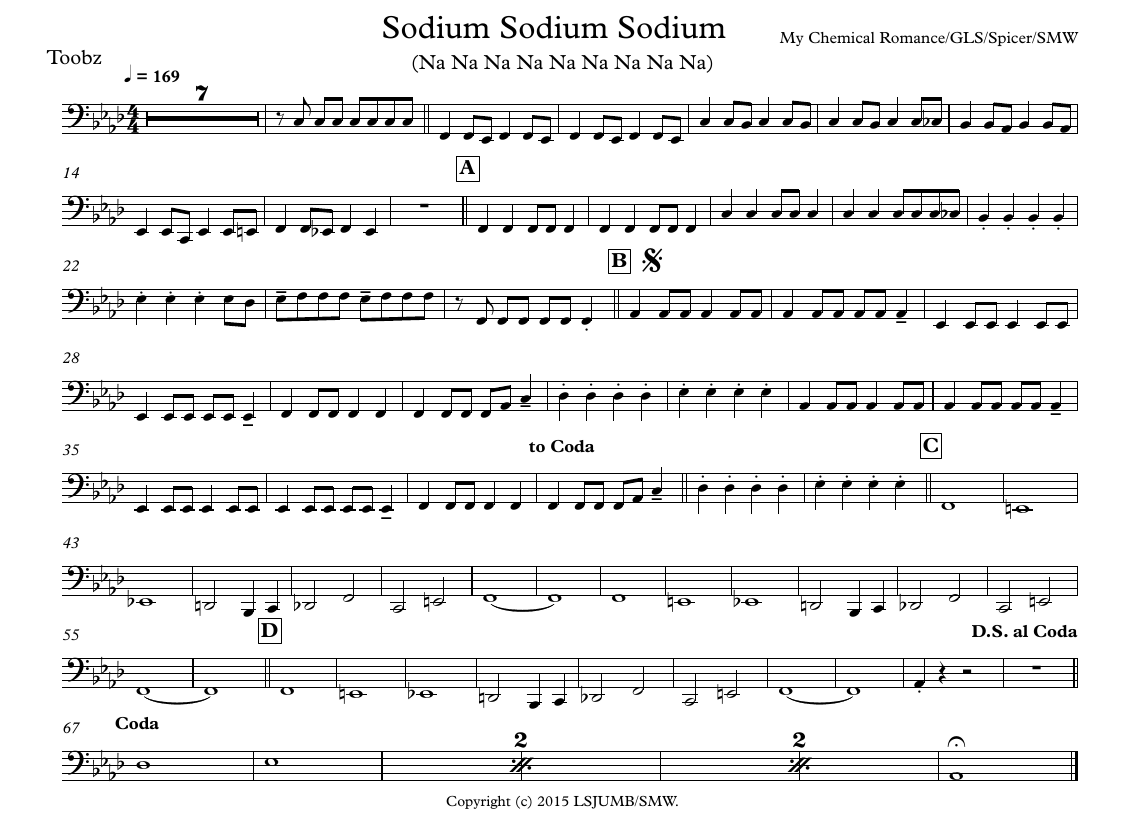 Sodium Sodium Sodium
My Chemical Romance/GLS/Spicer/SMW
Toobz
(Na Na Na Na Na Na Na Na Na)
♩ = 169
7
14
A
22
B
28
35
to Coda
C
43
55
D
D.S. al Coda
67
Coda
2
2
Copyright (c) 2015 LSJUMB/SMW.